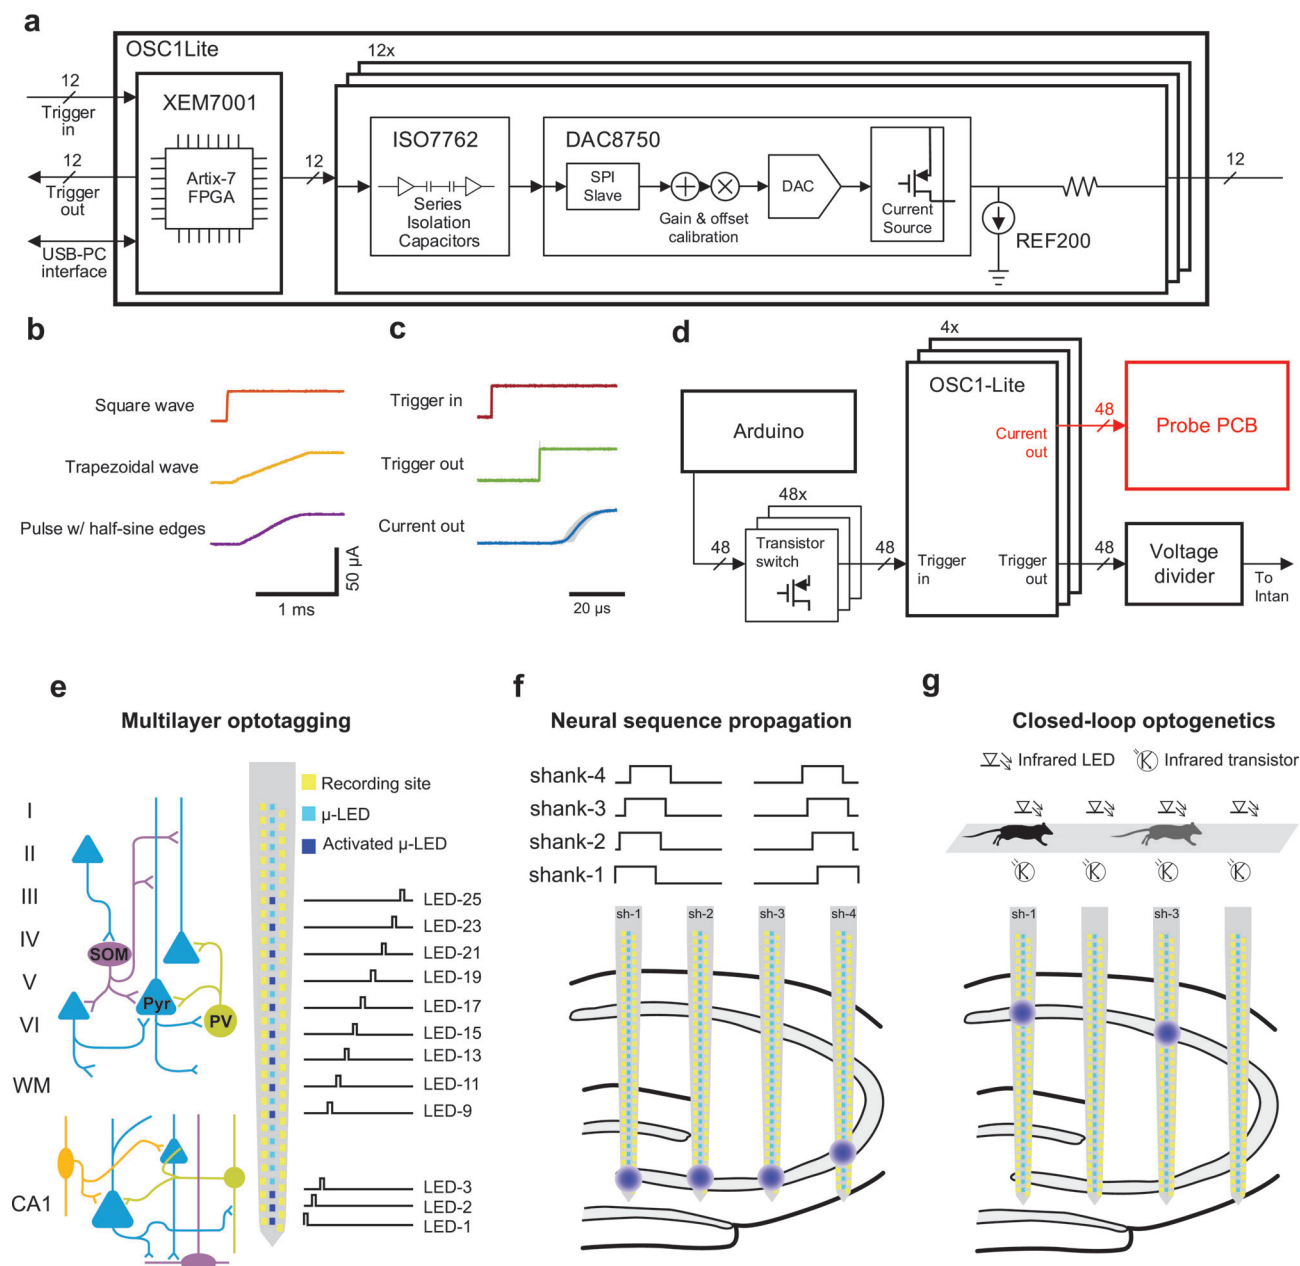 a
OSC1Lite
12x
12
Trigger
in
12
Trigger
out
USB-PC
interface
XEM7001
Artix-7
FPGA
12
ISO7762
Series
Isolation
Capacitors
DAC8750
SPI
Slave
Gain & offset
calibration
DAC
Current
Source
REF200
12
b
Square wave
Trapezoidal wave
Pulse w/ half-sine edges
50 µA
1 ms
c
Trigger in
Trigger out
Current out
20 µs
d
Arduino
48
48x
Transistor
switch
48
4x
OSC1-Lite
Current
out
Trigger
in
Trigger
out
48
Probe PCB
48
Voltage
divider
To
Intan
e
Multilayer optotagging
I
II
III
IV
V
VI
WM
CA1
SOM
Pyr
PV
Recording site
µ-LED
Activated µ-LED
LED-25
LED-23
LED-21
LED-19
LED-17
LED-15
LED-13
LED-11
LED-9
LED-3
LED-2
LED-1
f
Neural sequence propagation
shank-4
shank-3
shank-2
shank-1
sh-1
sh-2
sh-3
sh-4
g
Closed-loop optogenetics
Infrared LED
Infrared transistor
sh-1
sh-3